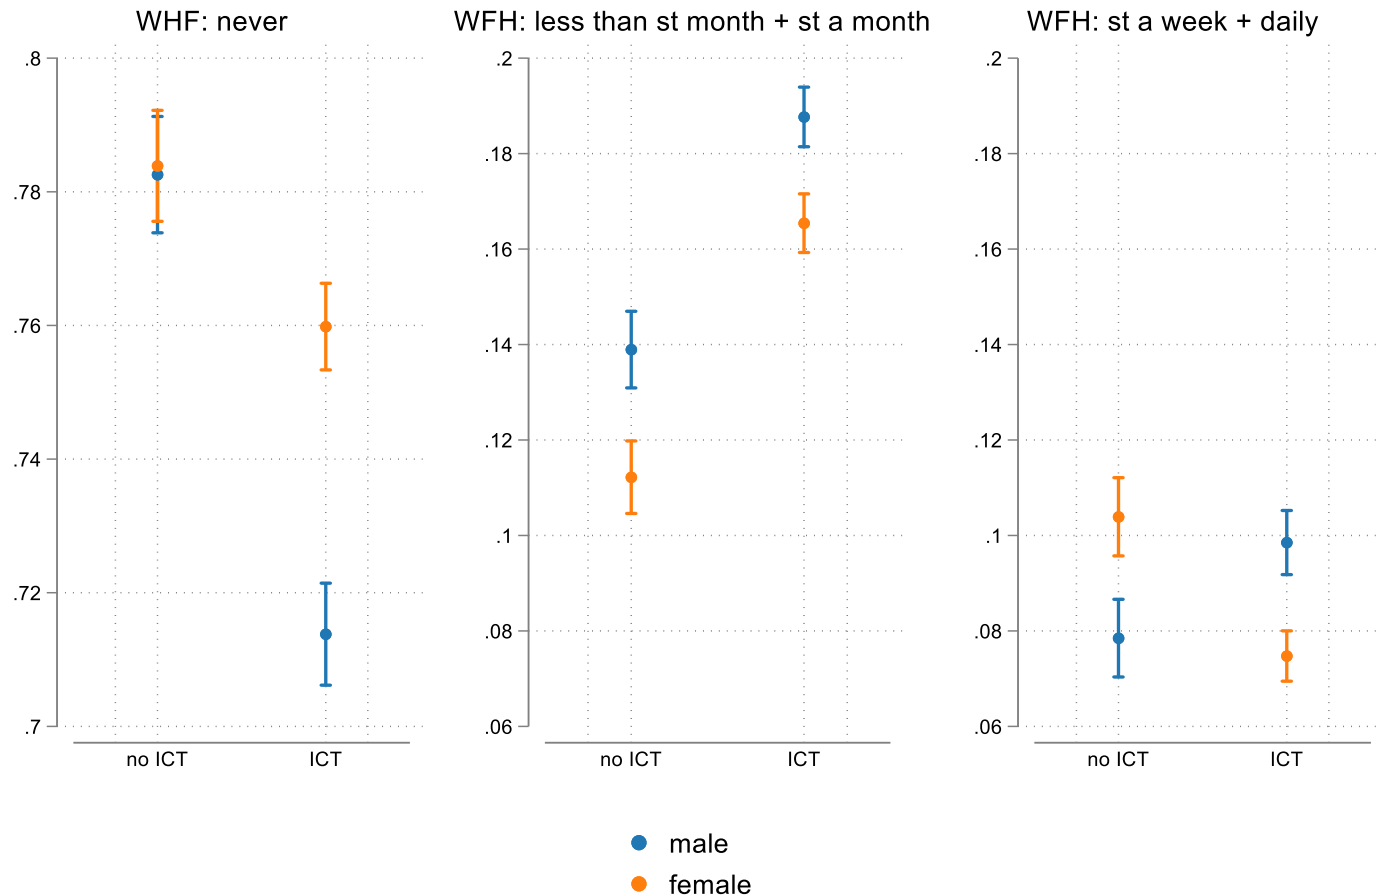 WHF: never
WFH: less than st month + st a month
WFH: st a week + daily
.8
.78
.76
.74
.72
.7
no ICT
ICT
.2
.18
.16
.14
.12
.1
.08
.06
no ICT
ICT
.2
.18
.16
.14
.12
.1
.08
.06
no ICT
ICT
male
female